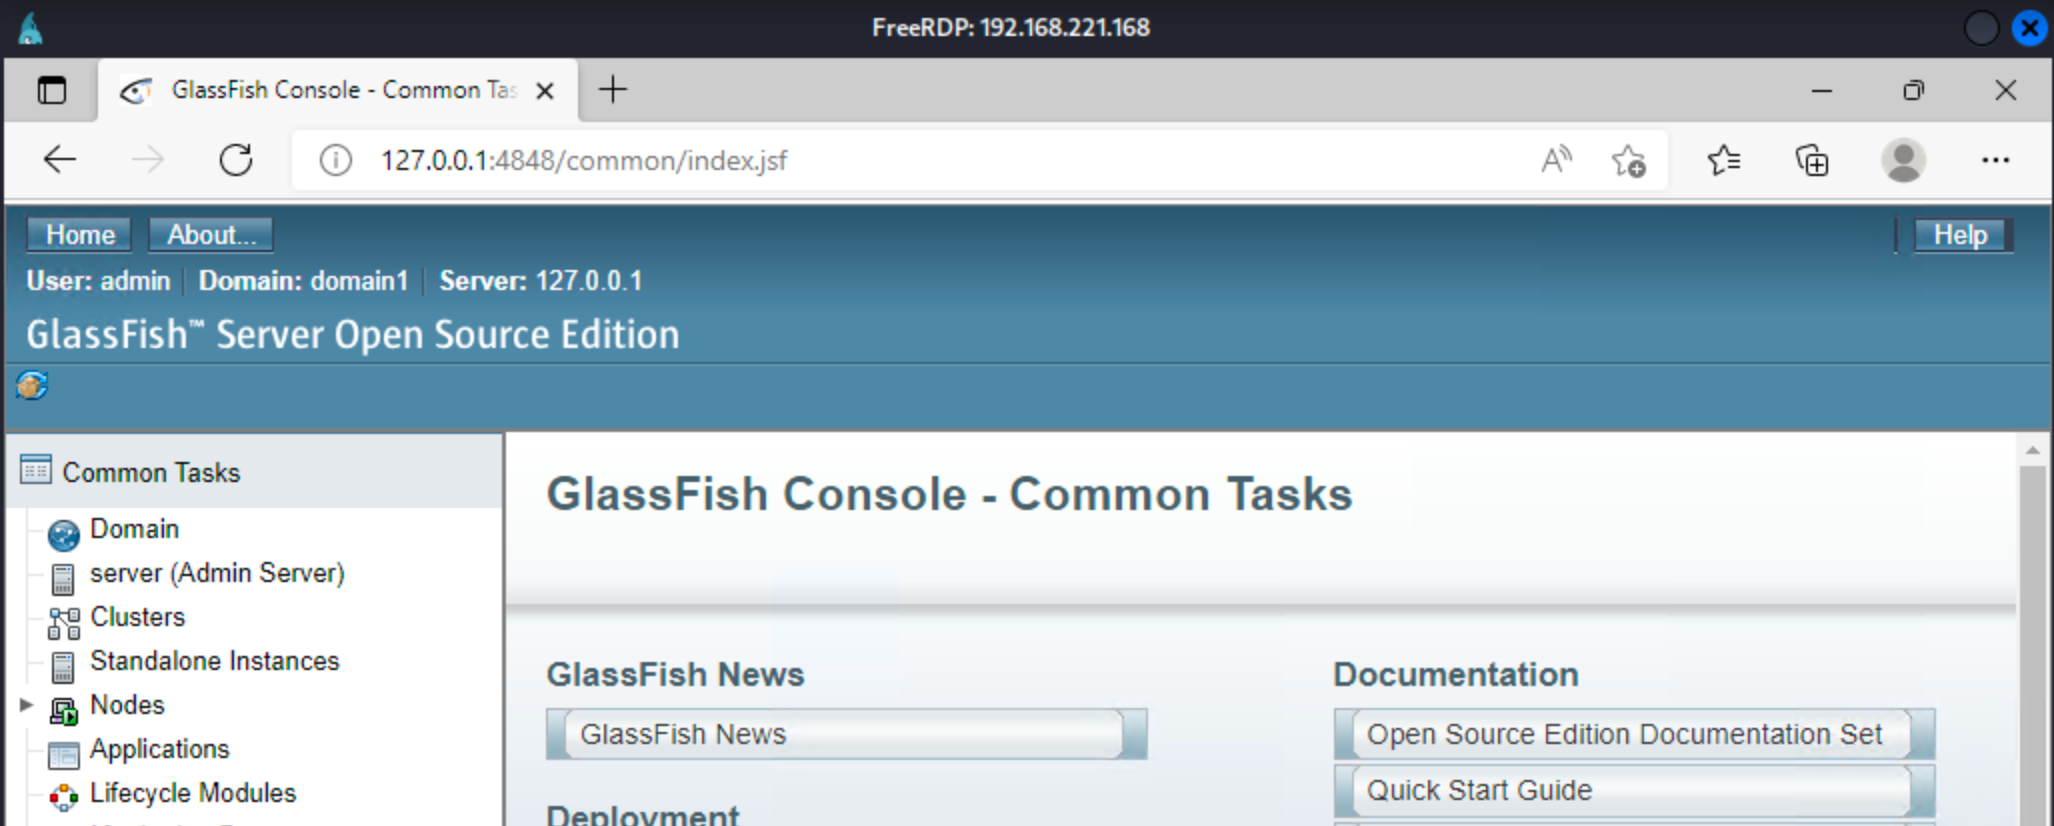 FreeRDP: 192.168.221.168
GlassFish Console - Common Tas
127.0.0.1:4848/common/index.jsf
Home About... Help
User: admin Domain: domain1 Server: 127.0.0.1
GlassFish™ Server Open Source Edition
Common Tasks
Domain
server (Admin Server)
Clusters
Standalone Instances
Nodes
Applications
Lifecycle Modules
GlassFish Console - Common Tasks
GlassFish News
GlassFish News
Deployment
Documentation
Open Source Edition Documentation Set
Quick Start Guide